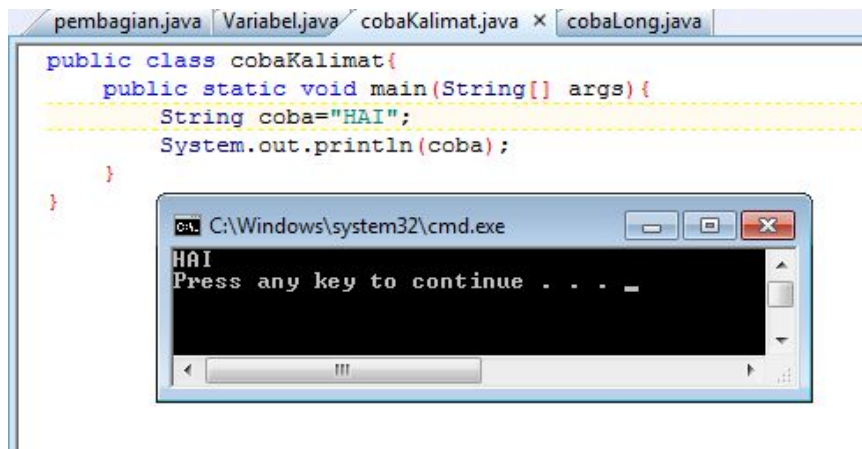 pembagian.java Variabel.java cobaKalimat.java × cobaLong.java
public class cobaKalimat{
public static void main(String[] args){
String coba="HAI";
System.out.println(coba);
}
}
C:\Windows\system32\cmd.exe
HAI
Press any key to continue . . . _